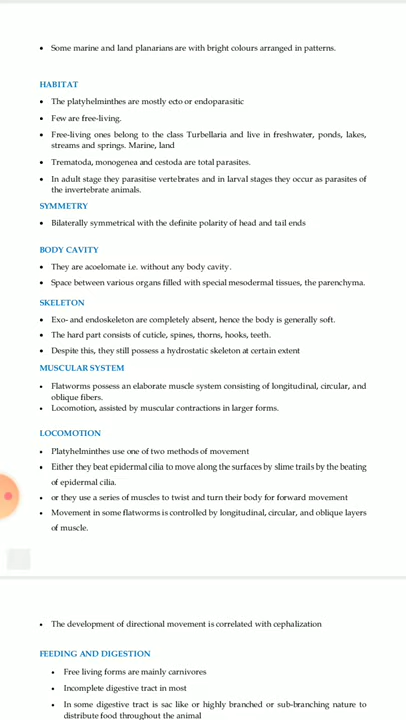 Some marine and land planarians are with bright colours arranged in patterns.
HABITAT
The platyhelminthes are mostly ecto or endoparasitic
Few are free-living.
Free-living ones belong to the class Turbellaria and live in freshwater, ponds, lakes,
streams and springs. Marine, land
Trematoda, monogenea and cestoda are total parasites.
In adult stage they parasitise vertebrates and in larval stages they occur as parasites of
the invertebrate animals.
SYMMETRY
Bilaterally symmetrical with the definite polarity of head and tail ends
BODY CAVITY
They are acoelomate i.e. without any body cavity.
Space between various organs filled with special mesodermal tissues, the parenchyma.
SKELETON
Exo- and endoskeleton are completely absent, hence the body is generally soft.
The hard part consists of cuticle, spines, thorns, hooks, teeth.
Despite this, they still possess a hydrostatic skeleton at certain extent
MUSCULAR SYSTEM
Flatworms possess an elaborate muscle system consisting of longitudinal, circular, and
oblique fibers.
Locomotion, assisted by muscular contractions in larger forms.
LOCOMOTION
Platyhelminthes use one of two methods of movement
Either they beat epidermal cilia to move along the surfaces by slime trails by the beating
of epidermal cilia.
or they use a series of muscles to twist and turn their body for forward movement
Movement in some flatworms is controlled by longitudinal, circular, and oblique layers
of muscle.
The development of directional movement is correlated with cephalization
FEEDING AND DIGESTION
Free living forms are mainly carnivores
Incomplete digestive tract in most
In some digestive tract is sac like or highly branched or sub-branching nature to
distribute food throughout the animal